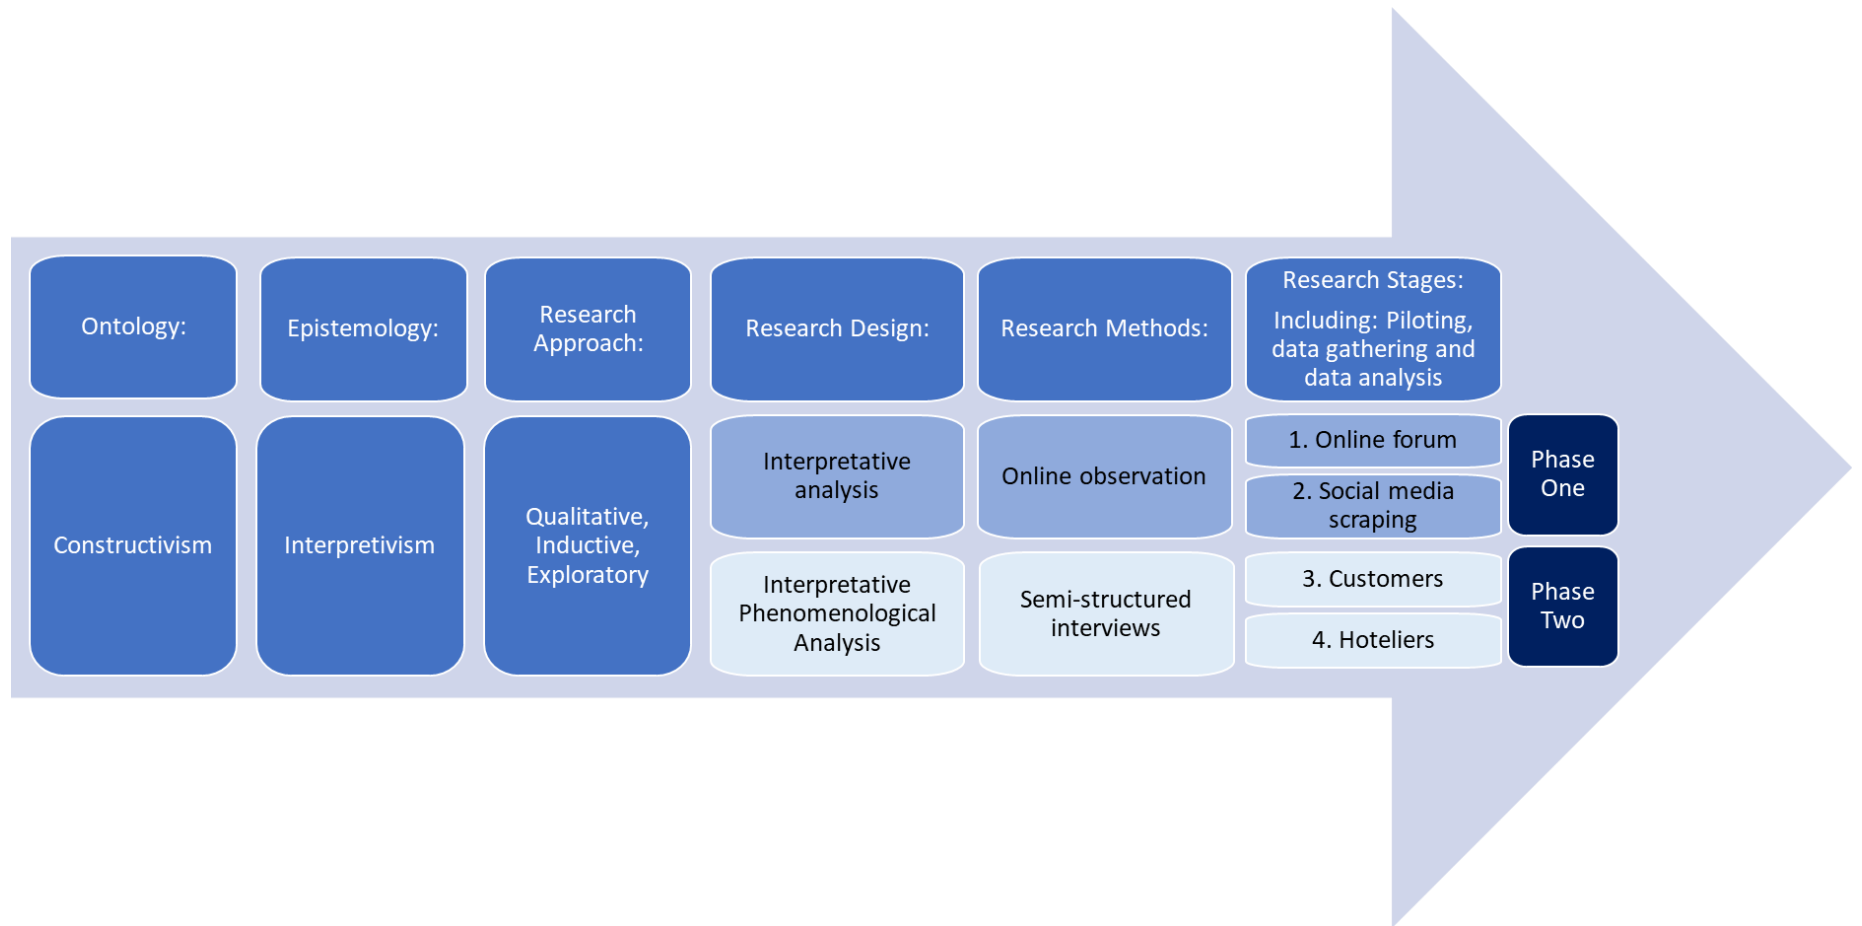 Ontology:
Epistemology:
Research
Approach:
Research Design:
Research Methods:
Research Stages:
Including: Piloting,
data gathering and
data analysis
Constructivism
Interpretivism
Qualitative,
Inductive,
Exploratory
Interpretative
analysis
Online observation
1. Online forum
2. Social media
scraping
Phase
One
Interpretative
Phenomenological
Analysis
Semi-structured
interviews
3. Customers
4. Hoteliers
Phase
Two